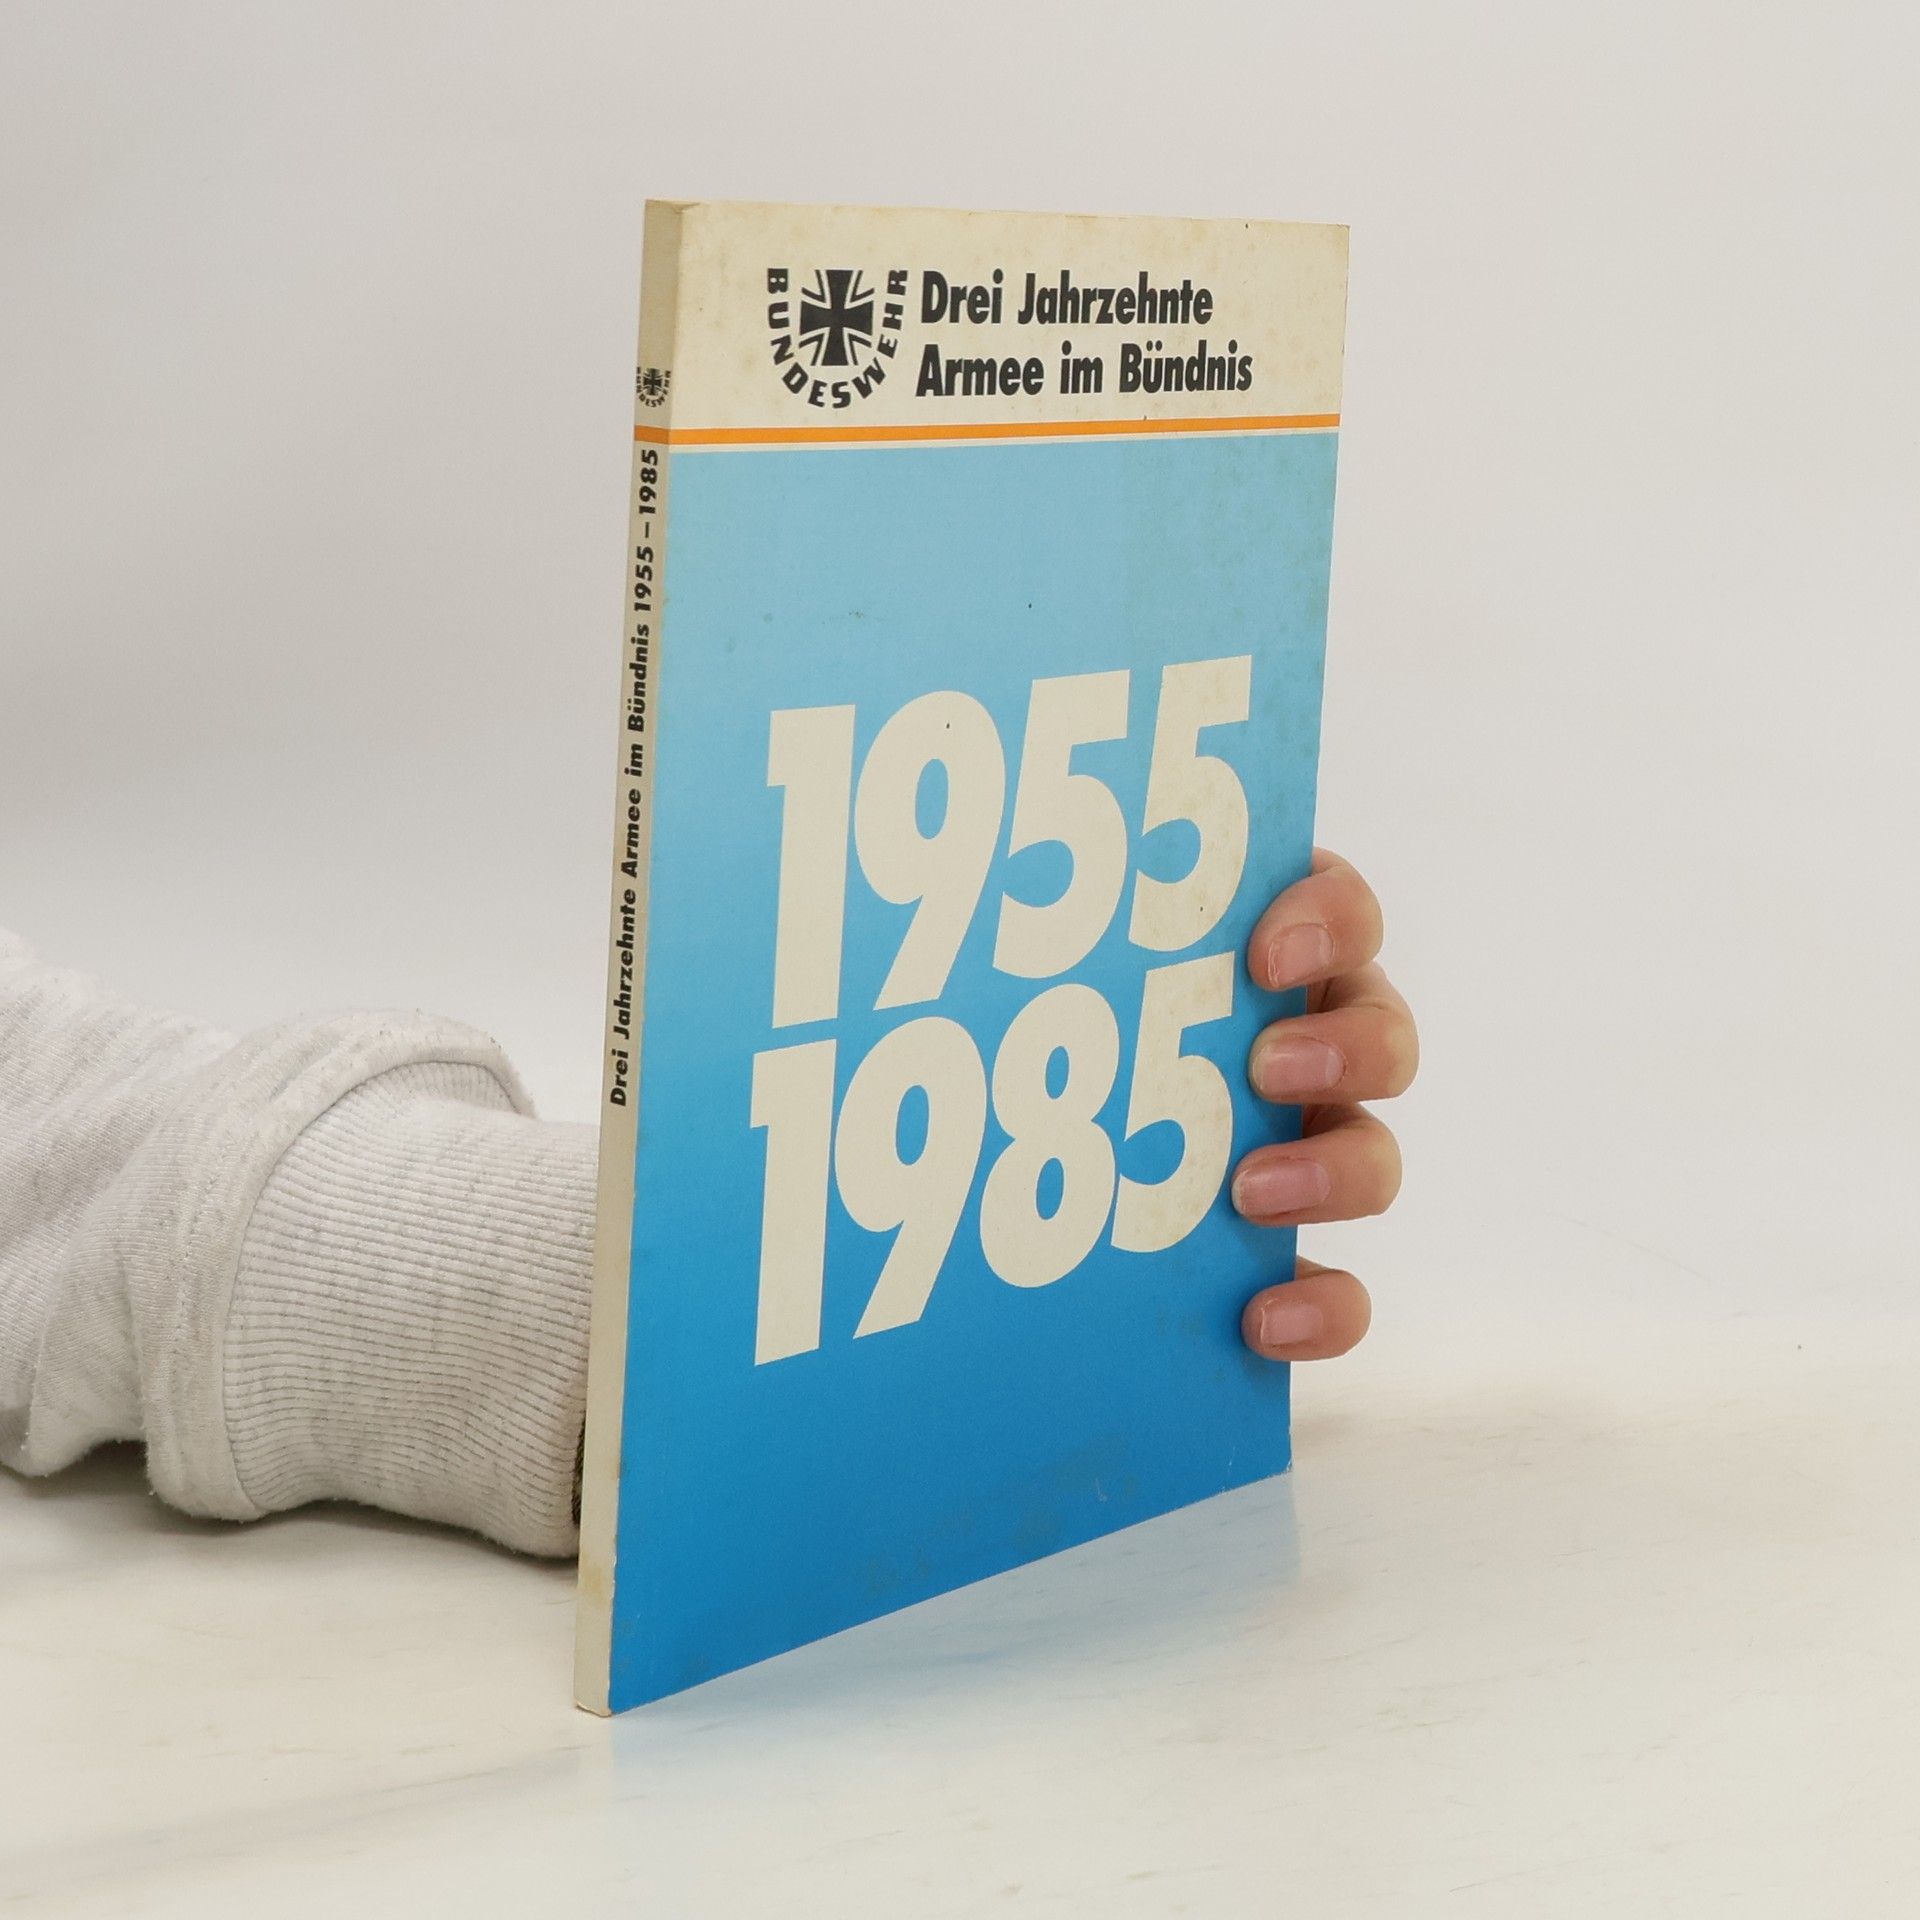 BUNDESWEHR
Drei Jahrzehnte
Armee im Bündnis
1955
1985
BUNDESWEHR
Drei Jahrzehnte Armee im Bündnis 1955–1985